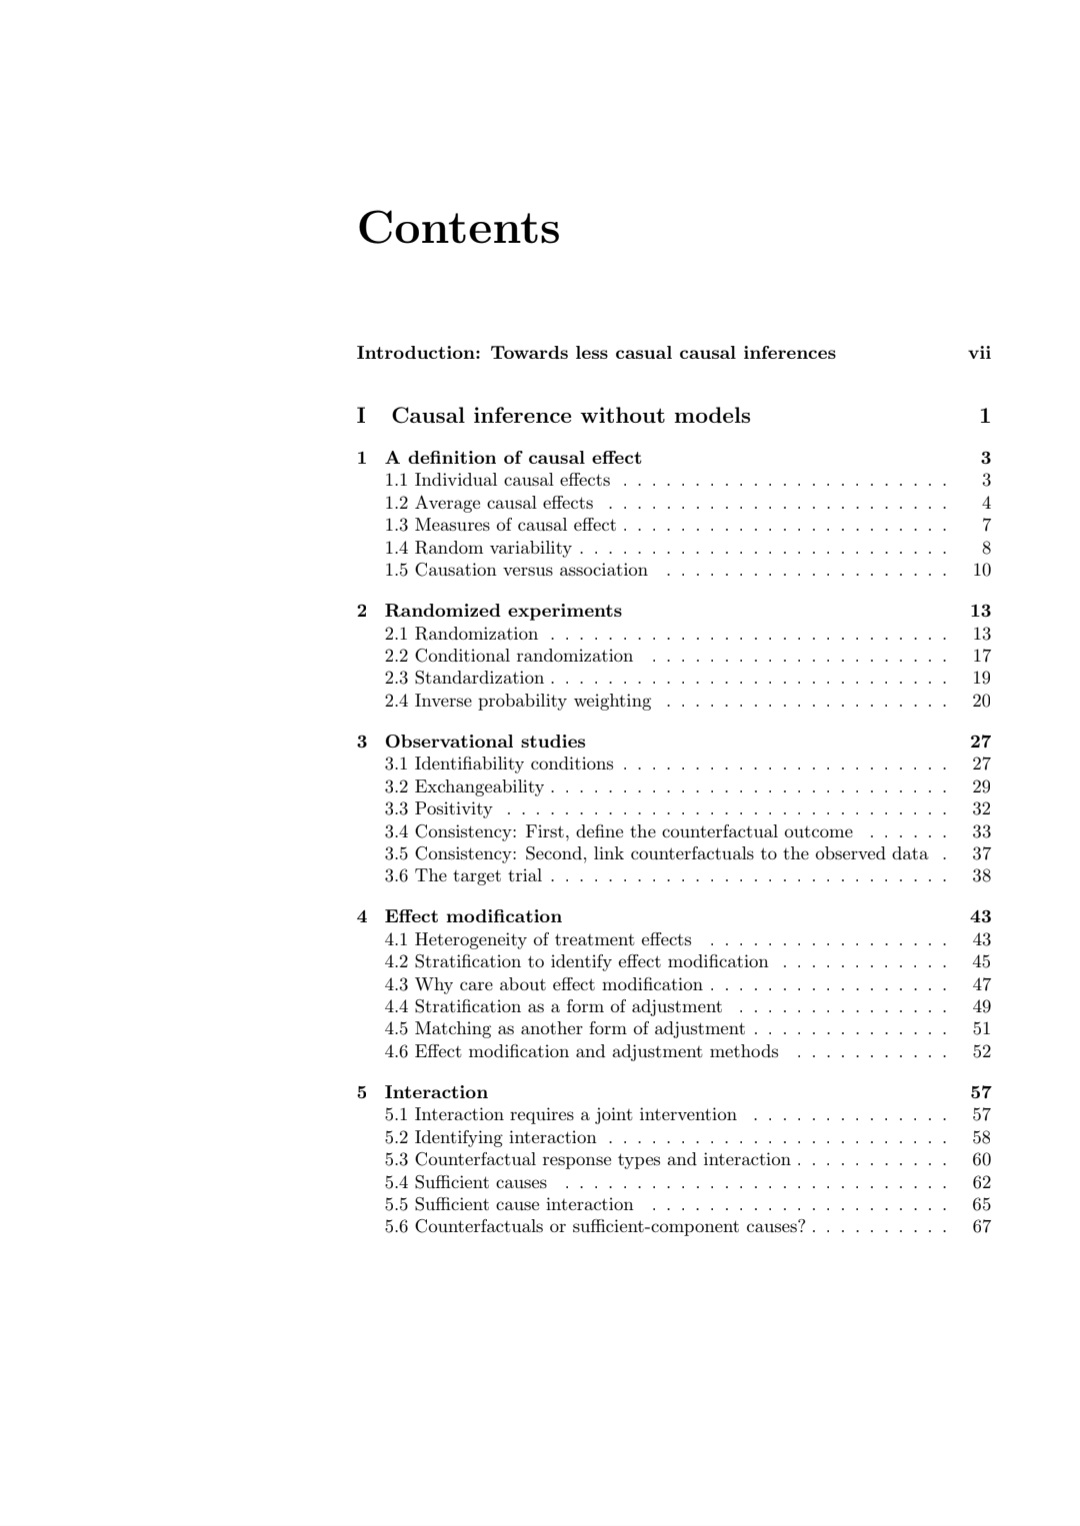 Contents
Introduction: Towards less casual causal inferences vii
I Causal inference without models 1
1 A definition of causal effect 3
1.1 Individual causal effects . . . . . . . . . . . . . . . . . . . . . . . 3
1.2 Average causal effects . . . . . . . . . . . . . . . . . . . . . . . . 4
1.3 Measures of causal effect . . . . . . . . . . . . . . . . . . . . . . . 7
1.4 Random variability . . . . . . . . . . . . . . . . . . . . . . . . . . 8
1.5 Causation versus association . . . . . . . . . . . . . . . . . . . . 10
2 Randomized experiments 13
2.1 Randomization . . . . . . . . . . . . . . . . . . . . . . . . . . . . 13
2.2 Conditional randomization . . . . . . . . . . . . . . . . . . . . . 17
2.3 Standardization . . . . . . . . . . . . . . . . . . . . . . . . . . . . 19
2.4 Inverse probability weighting . . . . . . . . . . . . . . . . . . . . 20
3 Observational studies 27
3.1 Identifiability conditions . . . . . . . . . . . . . . . . . . . . . . . 27
3.2 Exchangeability . . . . . . . . . . . . . . . . . . . . . . . . . . . . 29
3.3 Positivity . . . . . . . . . . . . . . . . . . . . . . . . . . . . . . . 32
3.4 Consistency: First, define the counterfactual outcome . . . . . . 33
3.5 Consistency: Second, link counterfactuals to the observed data . 37
3.6 The target trial . . . . . . . . . . . . . . . . . . . . . . . . . . . . 38
4 Effect modification 43
4.1 Heterogeneity of treatment effects . . . . . . . . . . . . . . . . . 43
4.2 Stratification to identify effect modification . . . . . . . . . . . . 45
4.3 Why care about effect modification . . . . . . . . . . . . . . . . . 47
4.4 Stratification as a form of adjustment . . . . . . . . . . . . . . . 49
4.5 Matching as another form of adjustment . . . . . . . . . . . . . . 51
4.6 Effect modification and adjustment methods . . . . . . . . . . . 52
5 Interaction 57
5.1 Interaction requires a joint intervention . . . . . . . . . . . . . . 57
5.2 Identifying interaction . . . . . . . . . . . . . . . . . . . . . . . . 58
5.3 Counterfactual response types and interaction . . . . . . . . . . . 60
5.4 Sufficient causes . . . . . . . . . . . . . . . . . . . . . . . . . . . 62
5.5 Sufficient cause interaction . . . . . . . . . . . . . . . . . . . . . 65
5.6 Counterfactuals or sufficient-component causes? . . . . . . . . . . 67